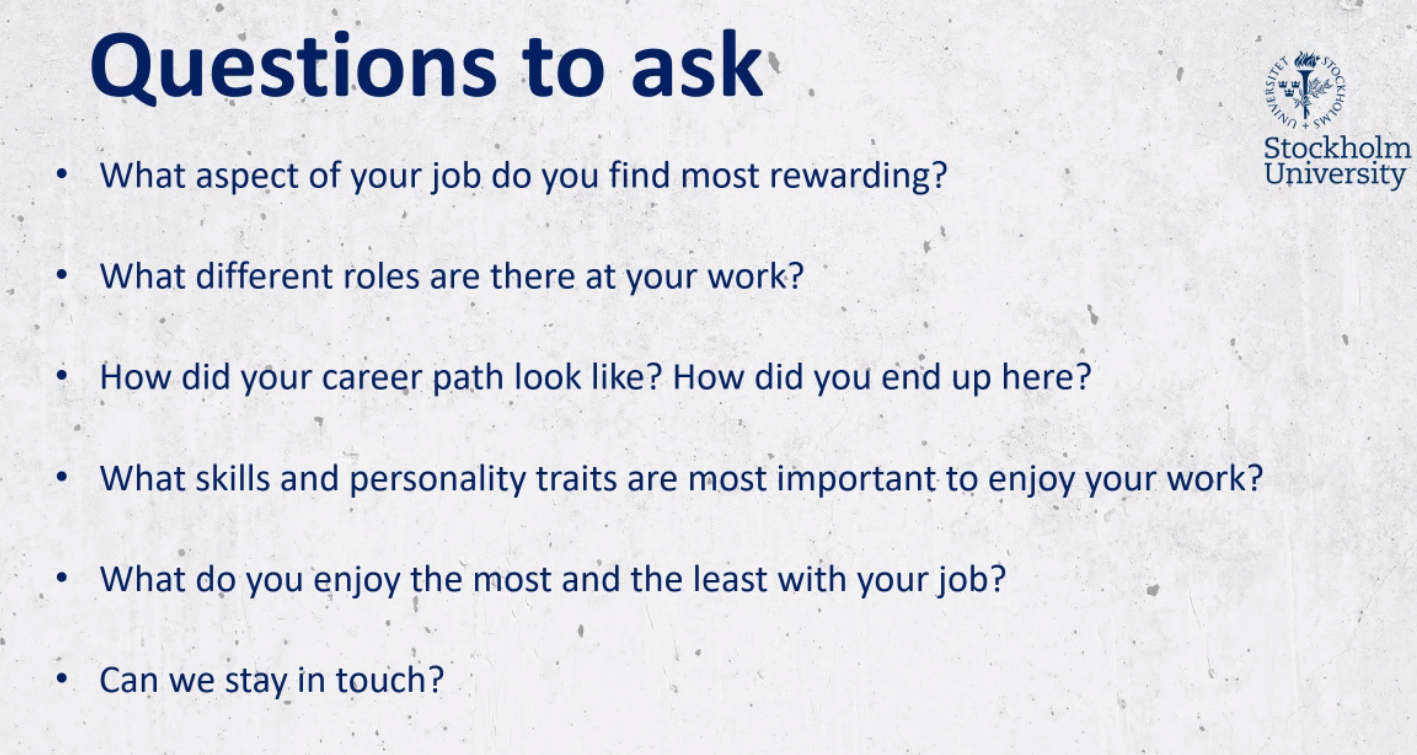 Questions to ask
UNIVERSITET
STOCKHOLMS
Stockholm
University
• What aspect of your job do you find most rewarding?
• What different roles are there at your work?
• How did your career path look like? How did you end up here?
• What skills and personality traits are most important to enjoy your work?
• What do you enjoy the most and the least with your job?
• Can we stay in touch?